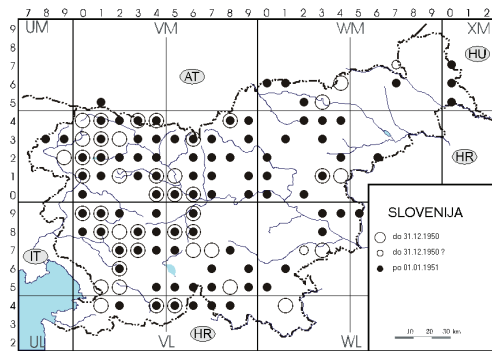 7 8 9 0 1 2 3 4 5 6 7 8 9 0 1 2 3 4 5 6 7 8 9 0 1 2
UM VM WM XM
9
8
7
6
5
4
3
2
1
0
9
8
7
6
5
4
3
2
AT
HU
HR
IT
HR
UL VL WL
SLOVENIJA
do 31.12.1950
do 31.12.1950 ?
po 01.01.1951
10 20 30 km